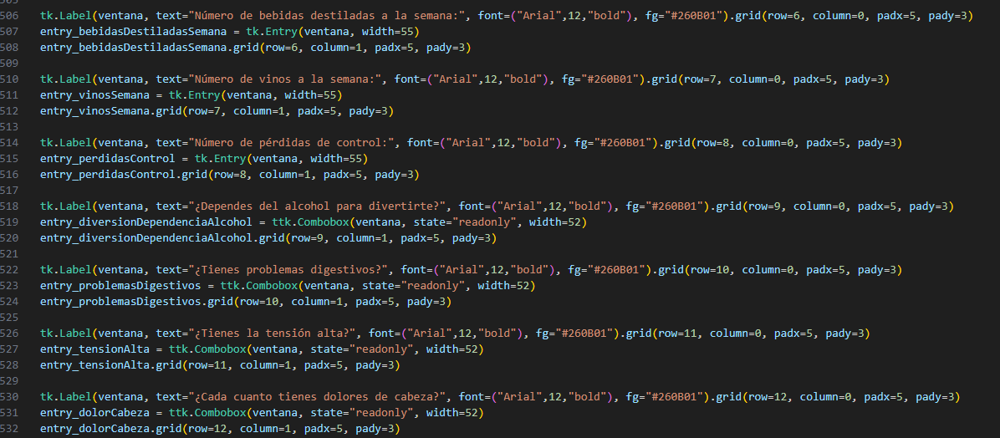 506 tk.Label(ventana, text="Número de bebidas destiladas a la semana:", font=("Arial",12,"bold"), fg="#260B01").grid(row=6, column=0, padx=5, pady=3)
507 entry_bebidasDestiladasSemana = tk.Entry(ventana, width=55)
508 entry_bebidasDestiladasSemana.grid(row=6, column=1, padx=5, pady=3)
509
510 tk.Label(ventana, text="Número de vinos a la semana:", font=("Arial",12,"bold"), fg="#260B01").grid(row=7, column=0, padx=5, pady=3)
511 entry_vinosSemana = tk.Entry(ventana, width=55)
512 entry_vinosSemana.grid(row=7, column=1, padx=5, pady=3)
513
514 tk.Label(ventana, text="Número de pérdidas de control:", font=("Arial",12,"bold"), fg="#260B01").grid(row=8, column=0, padx=5, pady=3)
515 entry_perdidasControl = tk.Entry(ventana, width=55)
516 entry_perdidasControl.grid(row=8, column=1, padx=5, pady=3)
517
518 tk.Label(ventana, text="¿Dependes del alcohol para divertirte?", font=("Arial",12,"bold"), fg="#260B01").grid(row=9, column=0, padx=5, pady=3)
519 entry_diversionDependenciaAlcohol = ttk.Combobox(ventana, state="readonly", width=52)
520 entry_diversionDependenciaAlcohol.grid(row=9, column=1, padx=5, pady=3)
521
522 tk.Label(ventana, text="¿Tienes problemas digestivos?", font=("Arial",12,"bold"), fg="#260B01").grid(row=10, column=0, padx=5, pady=3)
523 entry_problemasDigestivos = ttk.Combobox(ventana, state="readonly", width=52)
524 entry_problemasDigestivos.grid(row=10, column=1, padx=5, pady=3)
525
526 tk.Label(ventana, text="¿Tienes la tensión alta?", font=("Arial",12,"bold"), fg="#260B01").grid(row=11, column=0, padx=5, pady=3)
527 entry_tensionAlta = ttk.Combobox(ventana, state="readonly", width=52)
528 entry_tensionAlta.grid(row=11, column=1, padx=5, pady=3)
529
530 tk.Label(ventana, text="¿Cada cuanto tienes dolores de cabeza?", font=("Arial",12,"bold"), fg="#260B01").grid(row=12, column=0, padx=5, pady=3)
531 entry_dolorCabeza = ttk.Combobox(ventana, state="readonly", width=52)
532 entry_dolorCabeza.grid(row=12, column=1, padx=5, pady=3)